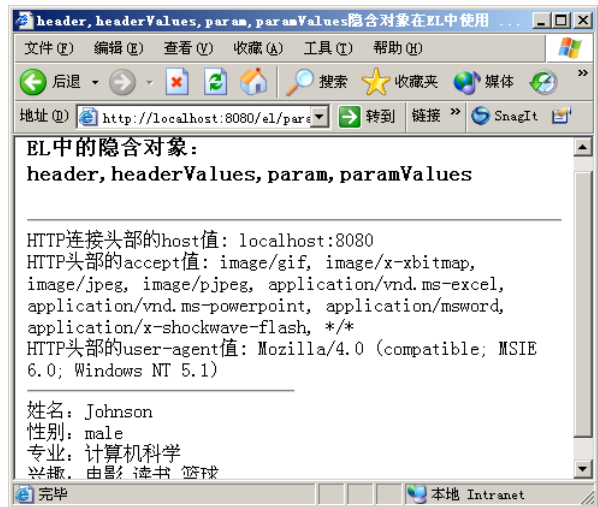 header,headerValues,param,paramValues隐含对象在EL中使用 ...
文件(F) 编辑(E) 查看(V) 收藏(A) 工具(T) 帮助(H)
后退 搜索 收藏夹 媒体 »
地址(D) http://localhost:8080/el/para 转到 链接 » SnagIt
EL中的隐含对象：
header,headerValues,param,paramValues
HTTP连接头部的host值: localhost:8080
HTTP头部的accept值: image/gif, image/x-xbitmap,
image/jpeg, image/pjpeg, application/vnd.ms-excel,
application/vnd.ms-powerpoint, application/msword,
application/x-shockwave-flash, */*
HTTP头部的user-agent值: Mozilla/4.0 (compatible; MSIE
6.0; Windows NT 5.1)
姓名: Johnson
性别: male
专业: 计算机科学
兴趣: 电影 读书 篮球
完毕 本地 Intranet